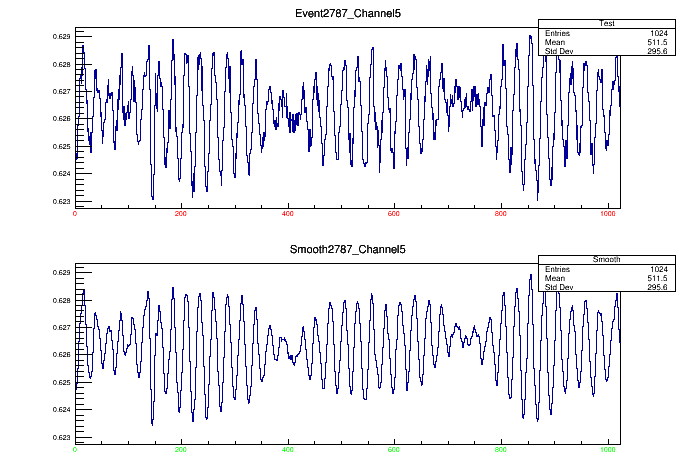 Event2787_Channel5
Test
Entries 1024
Mean 511.5
Std Dev 295.6
0.629
0.628
0.627
0.626
0.625
0.624
0.623
0 200 400 600 800 1000
Smooth2787_Channel5
Smooth
Entries 1024
Mean 511.5
Std Dev 295.6
0.629
0.628
0.627
0.626
0.625
0.624
0.623
0 200 400 600 800 1000